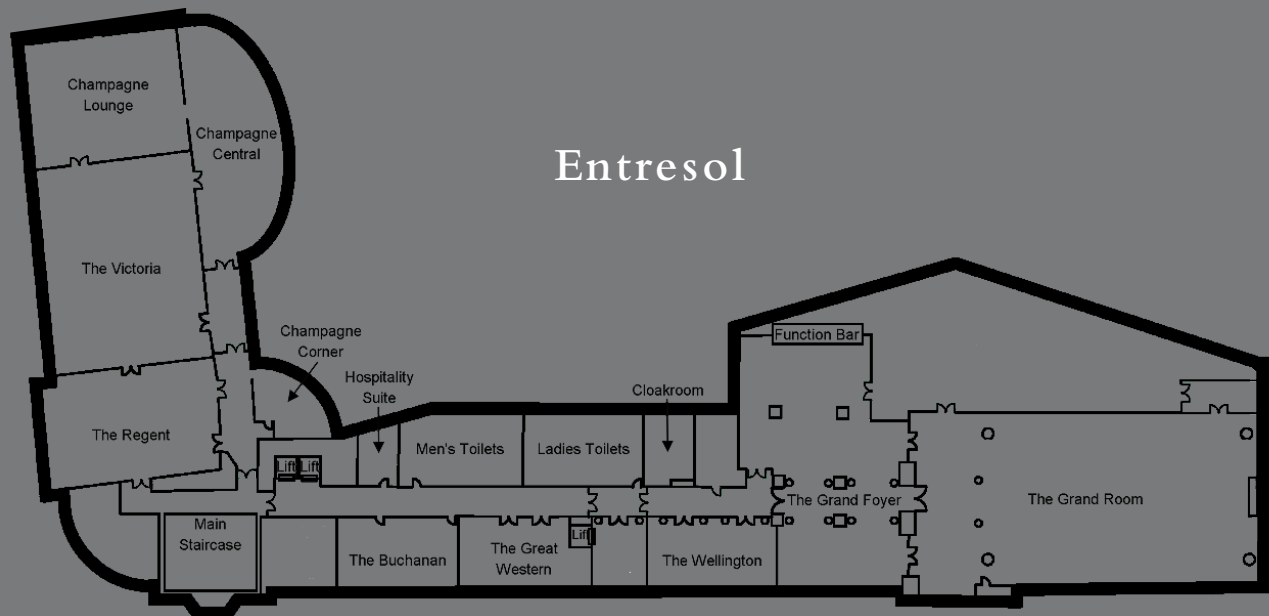 Champagne
Lounge
Champagne
Central
Entresol
The Victoria
Champagne
Corner
Function Bar
Hospitality
Suite
Cloakroom
The Regent
Men's Toilets
Ladies Toilets
Lift
Lift
The Grand Foyer
The Grand Room
Main
Staircase
Lift
The Buchanan
The Great
Western
The Wellington